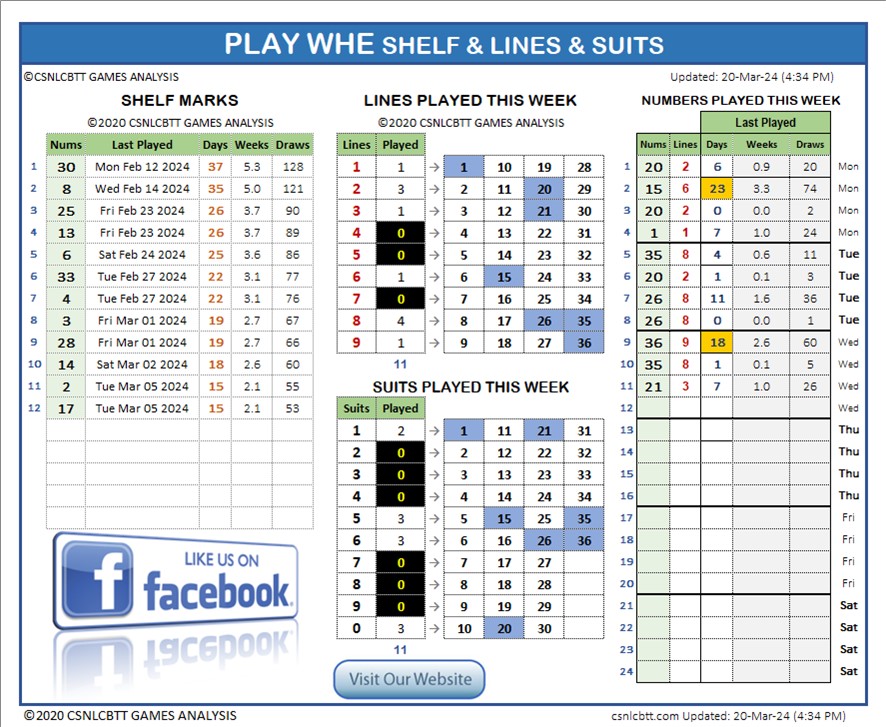 PLAY WHE SHELF & LINES & SUITS
©CSNLCBTT GAMES ANALYSIS
Updated: 20-Mar-24 (4:34 PM)
SHELF MARKS
©2020 CSNLCBTT GAMES ANALYSIS
Nums Last Played Days Weeks Draws
1 30 Mon Feb 12 2024 37 5.3 128
2 8 Wed Feb 14 2024 35 5.0 121
3 25 Fri Feb 23 2024 26 3.7 90
4 13 Fri Feb 23 2024 26 3.7 89
5 6 Sat Feb 24 2024 25 3.6 86
6 33 Tue Feb 27 2024 22 3.1 77
7 4 Tue Feb 27 2024 22 3.1 76
8 3 Fri Mar 01 2024 19 2.7 67
9 28 Fri Mar 01 2024 19 2.7 66
10 14 Sat Mar 02 2024 18 2.6 60
11 2 Tue Mar 05 2024 15 2.1 55
12 17 Tue Mar 05 2024 15 2.1 53
LIKE US ON
f facebook.
LINES PLAYED THIS WEEK
©2020 CSNLCBTT GAMES ANALYSIS
Lines Played
1 1 → 1 10 19 28
2 3 → 2 11 20 29
3 1 → 3 12 21 30
4 0 → 4 13 22 31
5 0 → 5 14 23 32
6 1 → 6 15 24 33
7 0 → 7 16 25 34
8 4 → 8 17 26 35
9 1 → 9 18 27 36
11
SUITS PLAYED THIS WEEK
Suits Played
1 2 → 1 11 21 31
2 0 → 2 12 22 32
3 0 → 3 13 23 33
4 0 → 4 14 24 34
5 3 → 5 15 25 35
6 3 → 6 16 26 36
7 0 → 7 17 27
8 0 → 8 18 28
9 0 → 9 19 29
0 3 → 10 20 30
11
Visit Our Website
NUMBERS PLAYED THIS WEEK
Last Played
Nums Lines Days Weeks Draws
1 20 2 6 0.9 20 Mon
2 15 6 23 3.3 74 Mon
3 20 2 0 0.0 2 Mon
4 1 1 7 1.0 24 Mon
5 35 8 4 0.6 11 Tue
6 20 2 1 0.1 3 Tue
7 26 8 11 1.6 36 Tue
8 26 8 0 0.0 1 Tue
9 36 9 18 2.6 60 Wed
10 35 8 1 0.1 5 Wed
11 21 3 7 1.0 26 Wed
12 Wed
13 Thu
14 Thu
15 Thu
16 Thu
17 Fri
18 Fri
19 Fri
20 Fri
21 Sat
22 Sat
23 Sat
24 Sat
©2020 CSNLCBTT GAMES ANALYSIS
csnlcbtt.com Updated: 20-Mar-24 (4:34 PM)